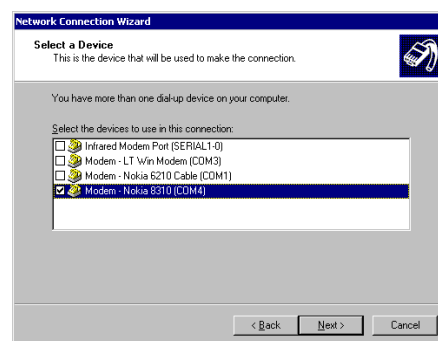 Network Connection Wizard
Select a Device
This is the device that will be used to make the connection.
You have more than one dial-up device on your computer.
Select the devices to use in this connection:
Infrared Modem Port (SERIAL1-0)
Modem - LT Win Modem (COM3)
Modem - Nokia 6210 Cable (COM1)
Modem - Nokia 8310 (COM4)
< Back Next > Cancel